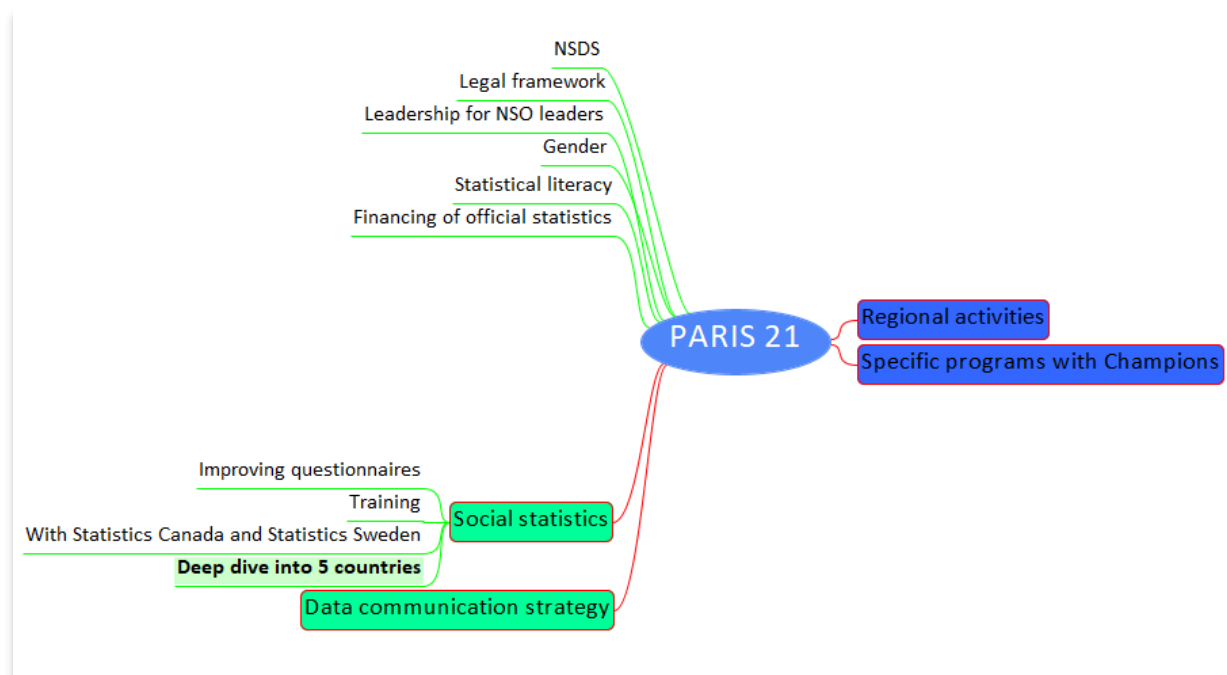 NSDS
Legal framework
Leadership for NSO leaders
Gender
Statistical literacy
Financing of official statistics
PARIS 21
Regional activities
Specific programs with Champions
Improving questionnaires
Training
With Statistics Canada and Statistics Sweden
Deep dive into 5 countries
Social statistics
Data communication strategy